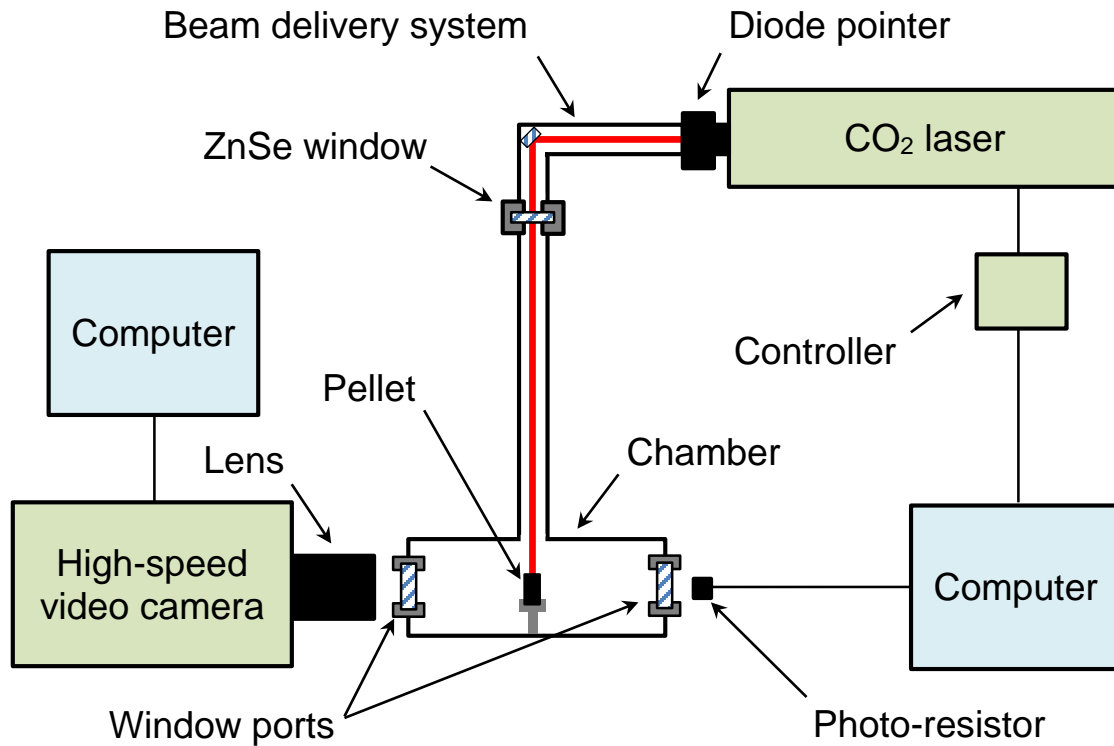 Beam delivery system
Diode pointer
ZnSe window
CO₂ laser
Computer
Controller
Pellet
Lens
Chamber
High-speed
video camera
Computer
Window ports
Photo-resistor